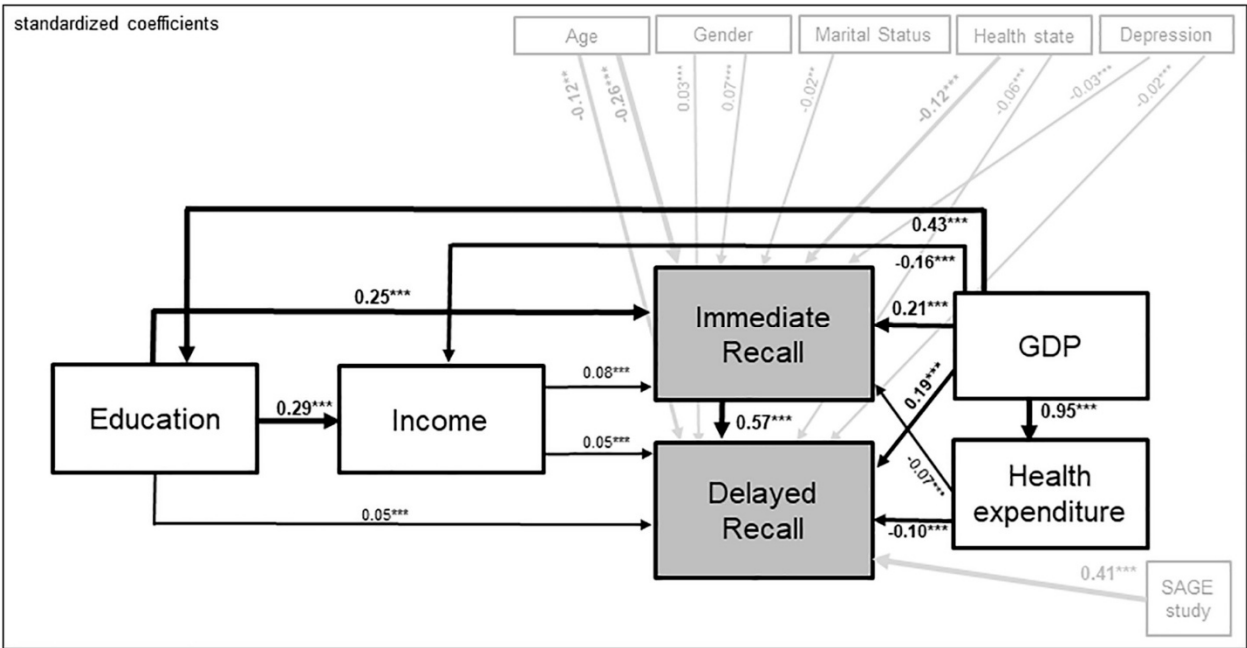 standardized coefficients
Age
Gender
Marital Status
Health state
Depression
-0.12**
-0.26***
0.03***
0.07***
-0.02**
-0.12***
-0.06***
-0.03***
-0.02***
0.43***
-0.16***
0.25***
Immediate
Recall
0.21***
GDP
0.08***
0.19***
Education
0.29***
Income
0.57***
0.95***
0.05***
-0.07***
Delayed
Recall
Health
expenditure
0.05***
-0.10***
0.41***
SAGE
study